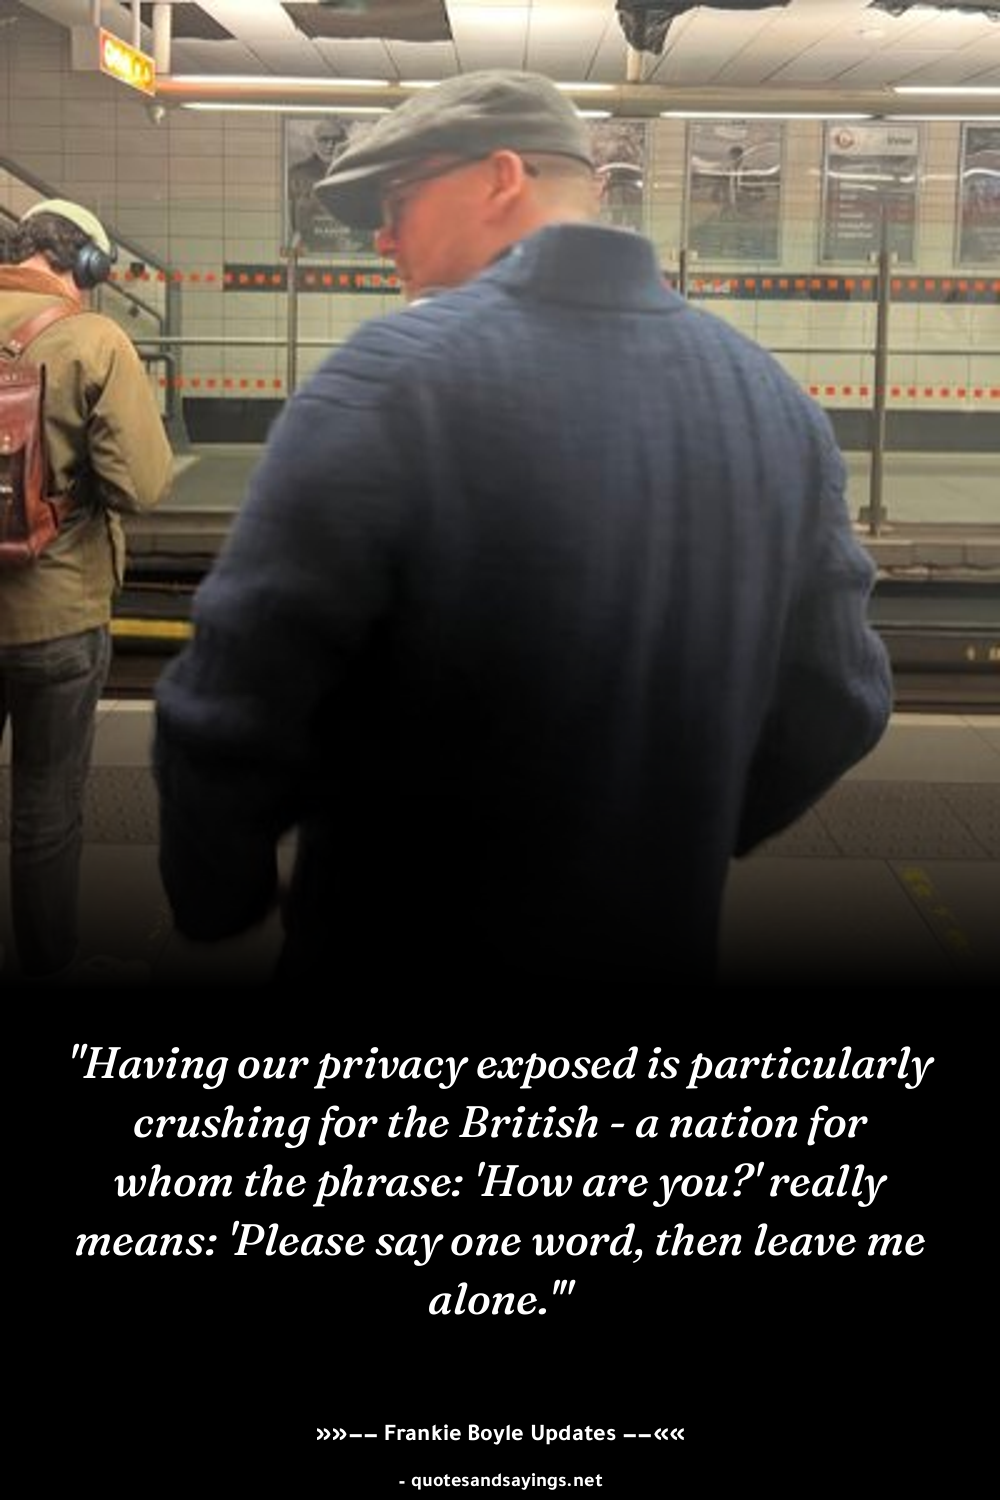 "Having our privacy exposed is particularly
crushing for the British - a nation for
whom the phrase: 'How are you?' really
means: 'Please say one word, then leave me
alone.'"
»»−− Frankie Boyle Updates −−««
- quotesandsayings.net